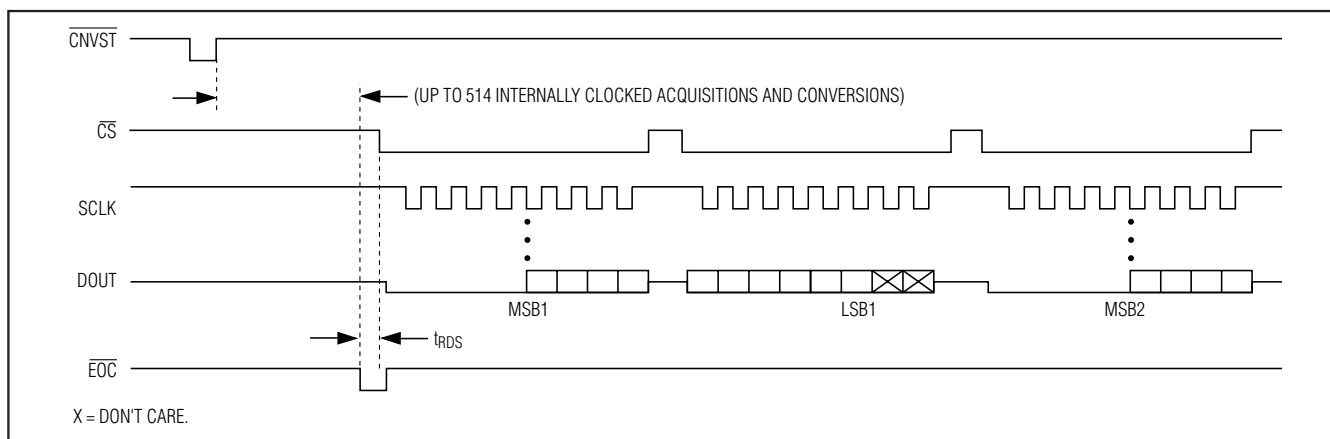 CNVST
(UP TO 514 INTERNALLY CLOCKED ACQUISITIONS AND CONVERSIONS)
CS
SCLK
DOUT
MSB1
LSB1
MSB2
tRDS
EOC
X = DON'T CARE.